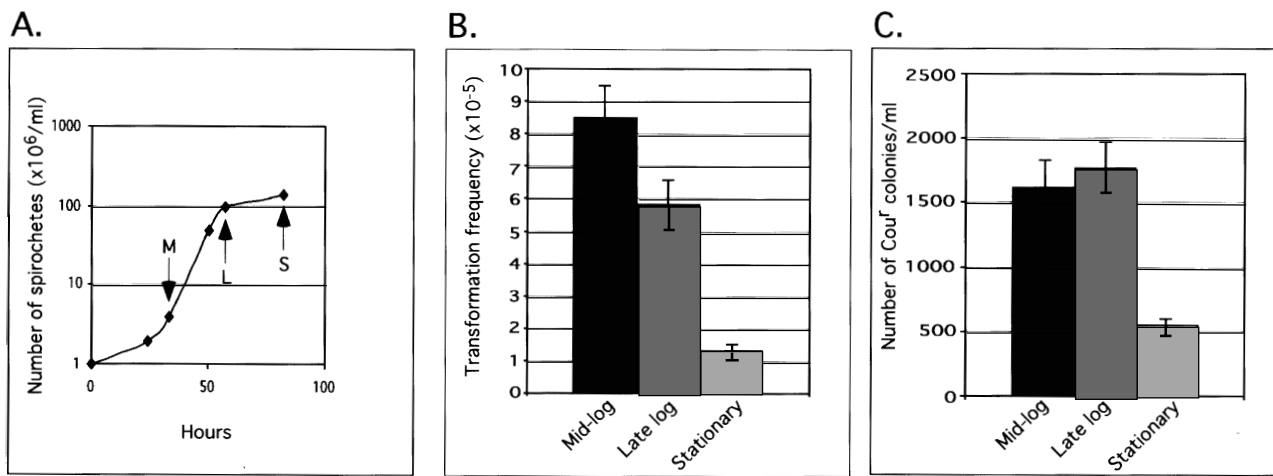 A.
Number of spirochetes (x10⁶/ml)
1000
100
10
1
0
50
100
M
L
S
Hours
B.
Transformation frequency (x10⁻⁵)
10
9
8
7
6
5
4
3
2
1
0
Mid-log
Late log
Stationary
C.
Number of Couʳ colonies/ml
2500
2000
1500
1000
500
0
Mid-log
Late log
Stationary